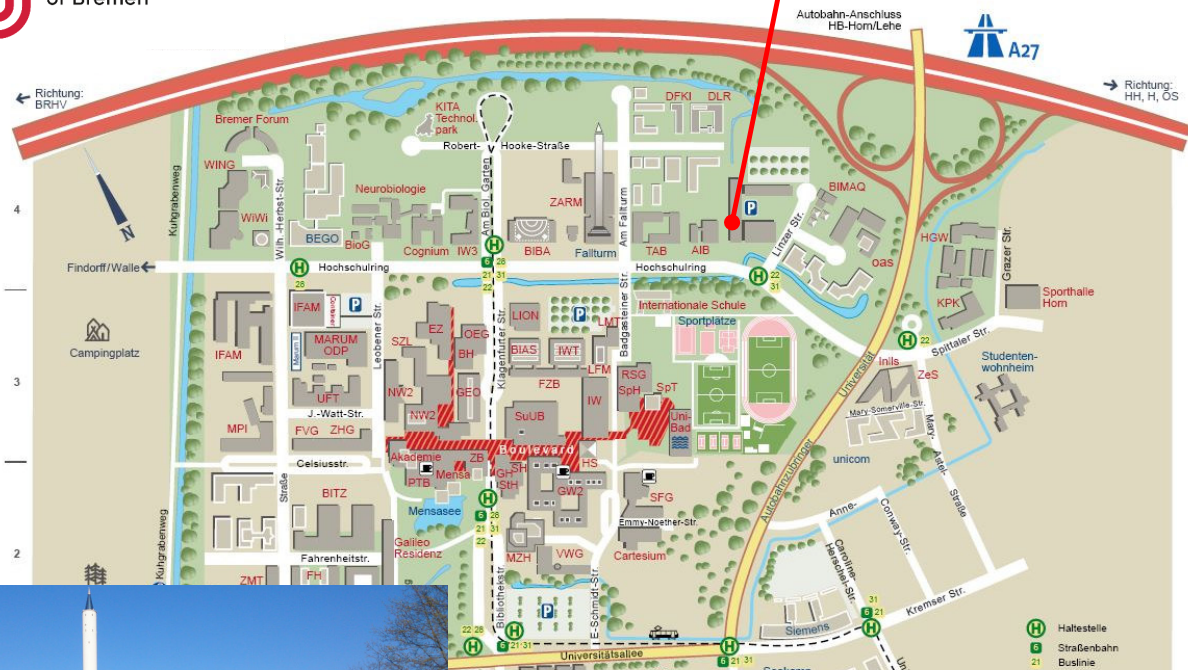 of Bremen
Autobahn-Anschluss
HB-Horn/Lehe
A27
Richtung:
BRHV
Richtung:
HH, H, OS
KITA
Technol.
park
DFKI
DLR
Bremer Forum
Robert-
Hooke-Straße
WING
Kuhgrabenweg
Wilh.-Herbst-Str.
Neurobiologie
Am Biol. Garten
ZARM
Am Fallturm
P
BIMAQ
4
N
WiWi
BEGO
BioG
Cognium
IW3
BIBA
Fallturm
TAB
AIB
Linzer Str.
HGW
Grazer Str.
oas
Findorff/Walle
H
28
Hochschulring
H
6
28
21
31
22
Hochschulring
H
22
31
KPK
Sporthalle
Horn
IFAM
Container
P
Leobener Str.
EZ
OEG
LION
P
LMT
Badgasteiner Str.
Internationale Schule
Sportplätze
H
22
Spittaler Str.
Campingplatz
IFAM
Marum II
MARUM
ODP
SZL
BH
Klagenfurter Str.
BIAS
IWT
LFM
Universität
InIIs
ZeS
Studenten-
wohnheim
3
UFT
NW2
GEO
FZB
RSG
SpH
SpT
IW
Mary-Somerville-Str.
J.-Watt-Str.
NW2
SuUB
Uni-
Bad
Mary-
Astell-
Straße
MPI
FVG
ZHG
Boulevard
Celsiusstr.
Akademie
ZB
SH
HS
unicom
PTB
Mensa
GH
StH
GW2
SFG
Autobahnzubringer
Straße
BITZ
Mensasee
H
6
28
21
31
22
Emmy-Noether-Str.
Anne-
Conway-Str.
Kuhgrabenweg
2
Fahrenheitstr.
Galileo
Residenz
MZH
VWG
Cartesium
Caroline-
Herschel-Str.
ZMT
FH
Bibliothekstr.
P
E-Schmidt-Str.
Kremser Str.
31
6
21
H
Siemens
22
28
H
H
6
21
31
Universitätsallee
H
6
21
31
H
Haltestelle
6
Straßenbahn
21
Buslinie